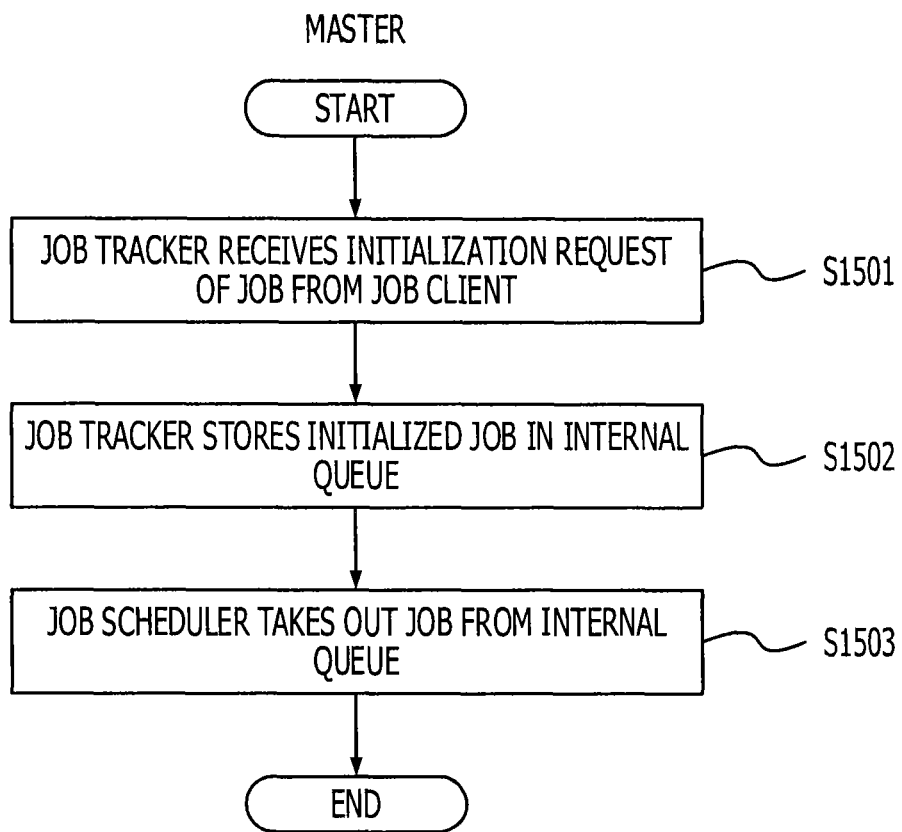 MASTER
START
JOB TRACKER RECEIVES INITIALIZATION REQUEST
OF JOB FROM JOB CLIENT
S1501
JOB TRACKER STORES INITIALIZED JOB IN INTERNAL
QUEUE
S1502
JOB SCHEDULER TAKES OUT JOB FROM INTERNAL
QUEUE
S1503
END